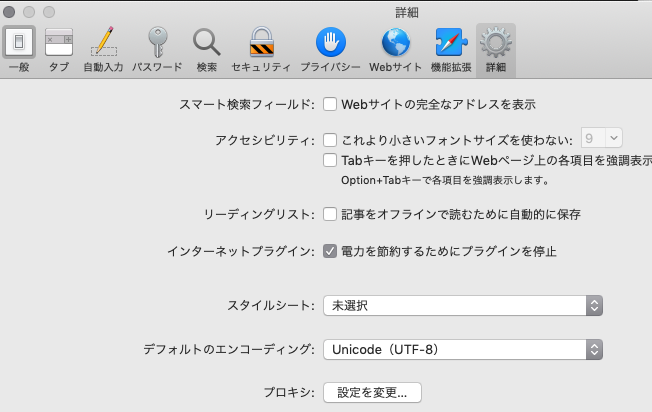 詳細
一般 タブ 自動入力 パスワード 検索 セキュリティ プライバシー Webサイト 機能拡張 詳細
スマート検索フィールド: Webサイトの完全なアドレスを表示
アクセシビリティ: これより小さいフォントサイズを使わない: 9
Tabキーを押したときにWebページ上の各項目を強調表示
Option+Tabキーで各項目を強調表示します。
リーディングリスト: 記事をオフラインで読むために自動的に保存
インターネットプラグイン: 電力を節約するためにプラグインを停止
スタイルシート: 未選択
デフォルトのエンコーディング: Unicode（UTF-8）
プロキシ: 設定を変更...